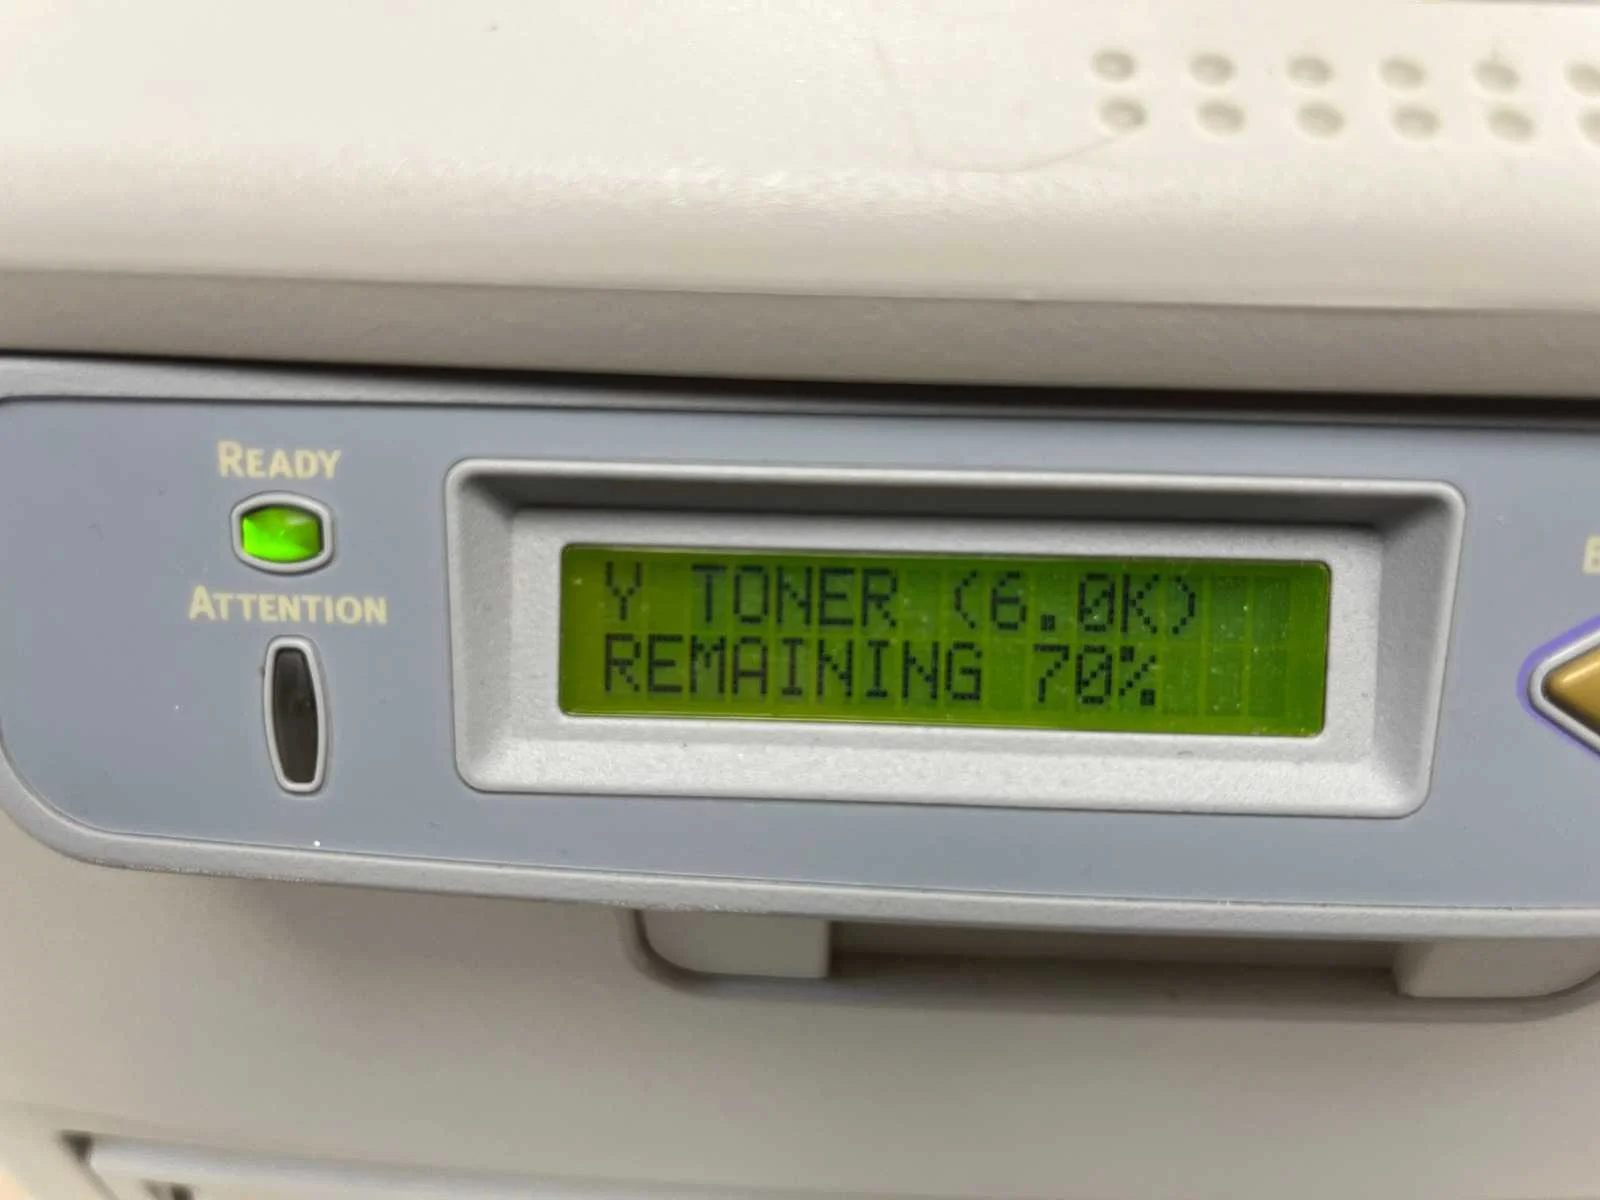 READY
ATTENTION
Y TONER (6.0K)
REMAINING 70%